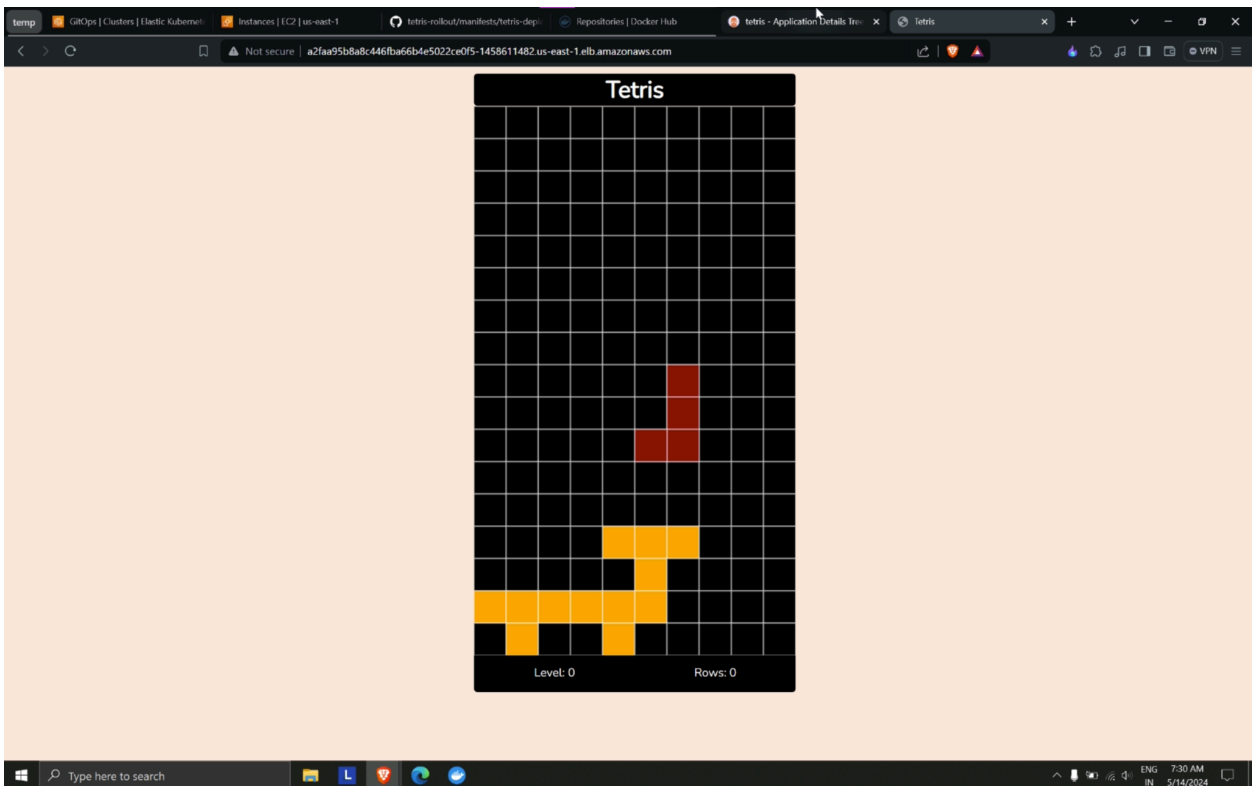 temp
GitOps | Clusters | Elastic Kubernet
Instances | EC2 | us-east-1
tetris-rollout/manifests/tetris-depl
Repositories | Docker Hub
tetris - Application Details Tree
Tetris
Not secure
a2faa95b8a8c446fba66b4e5022ce0f5-1458611482.us-east-1.elb.amazonaws.com
VPN
Tetris
Level: 0
Rows: 0
Type here to search
L
ENG
IN
7:30 AM
5/14/2024